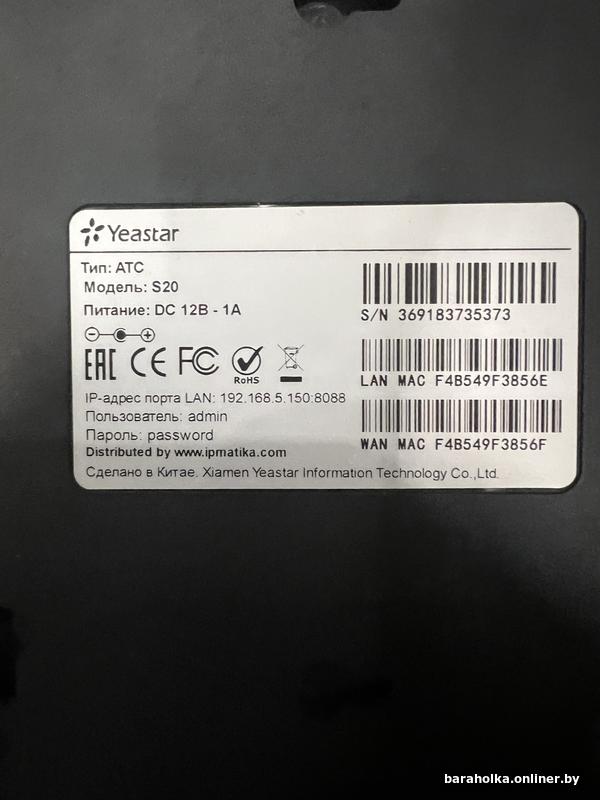 Yeastar
Тип: АТС
Модель: S20
Питание: DC 12В - 1А
S/N 369183735373
EAC CE FC RoHS
LAN MAC F4B549F3856E
IP-адрес порта LAN: 192.168.5.150:8088
Пользователь: admin
Пароль: password
WAN MAC F4B549F3856F
Distributed by www.ipmatika.com
Сделано в Китае. Xiamen Yeastar Information Technology Co.,Ltd.
baraholka.onliner.by